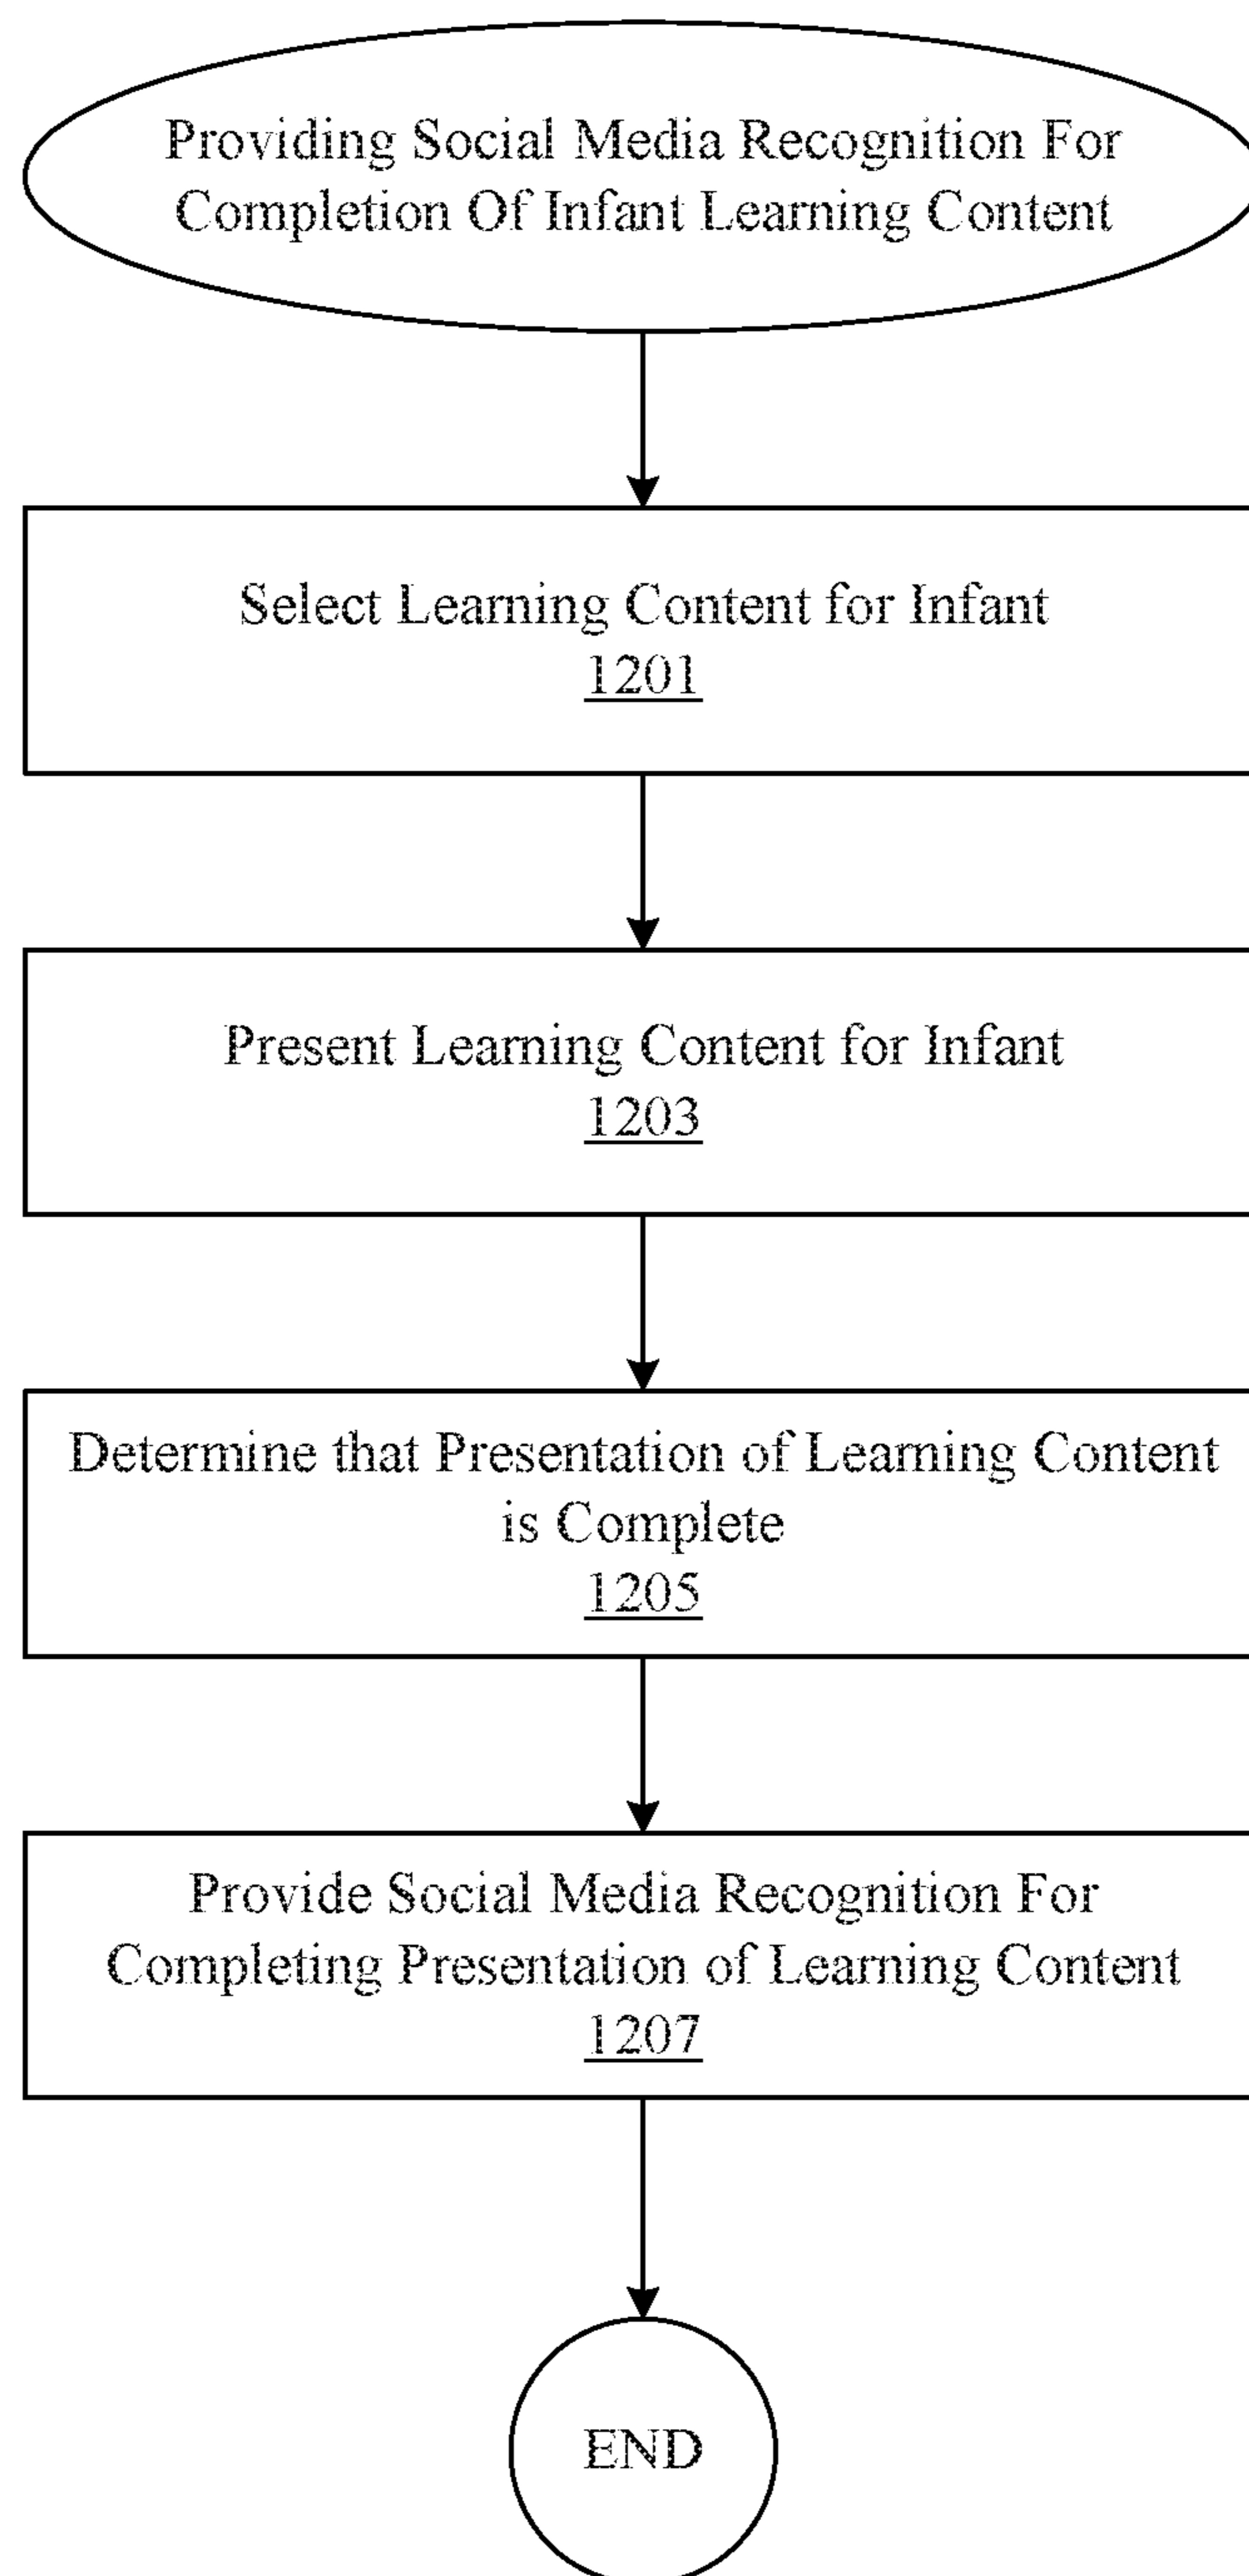 Providing Social Media Recognition For
Completion Of Infant Learning Content
Select Learning Content for Infant
1201
Present Learning Content for Infant
1203
Determine that Presentation of Learning Content
is Complete
1205
Provide Social Media Recognition For
Completing Presentation of Learning Content
1207
END